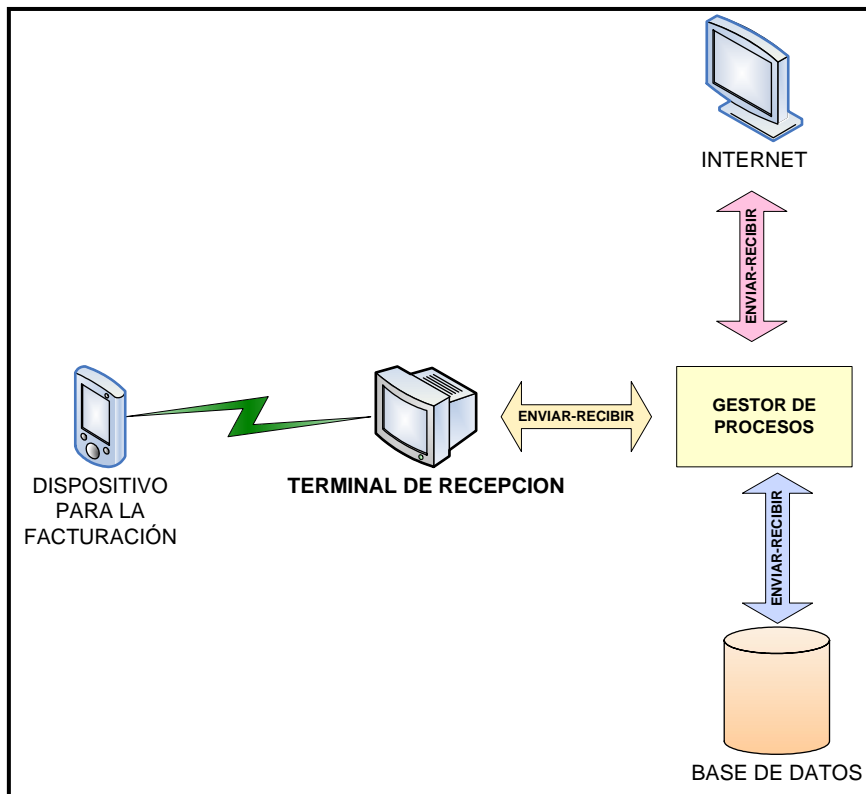 INTERNET
ENVIAR-RECIBIR
DISPOSITIVO
PARA LA
FACTURACIÓN
TERMINAL DE RECEPCION
ENVIAR-RECIBIR
GESTOR DE
PROCESOS
ENVIAR-RECIBIR
BASE DE DATOS